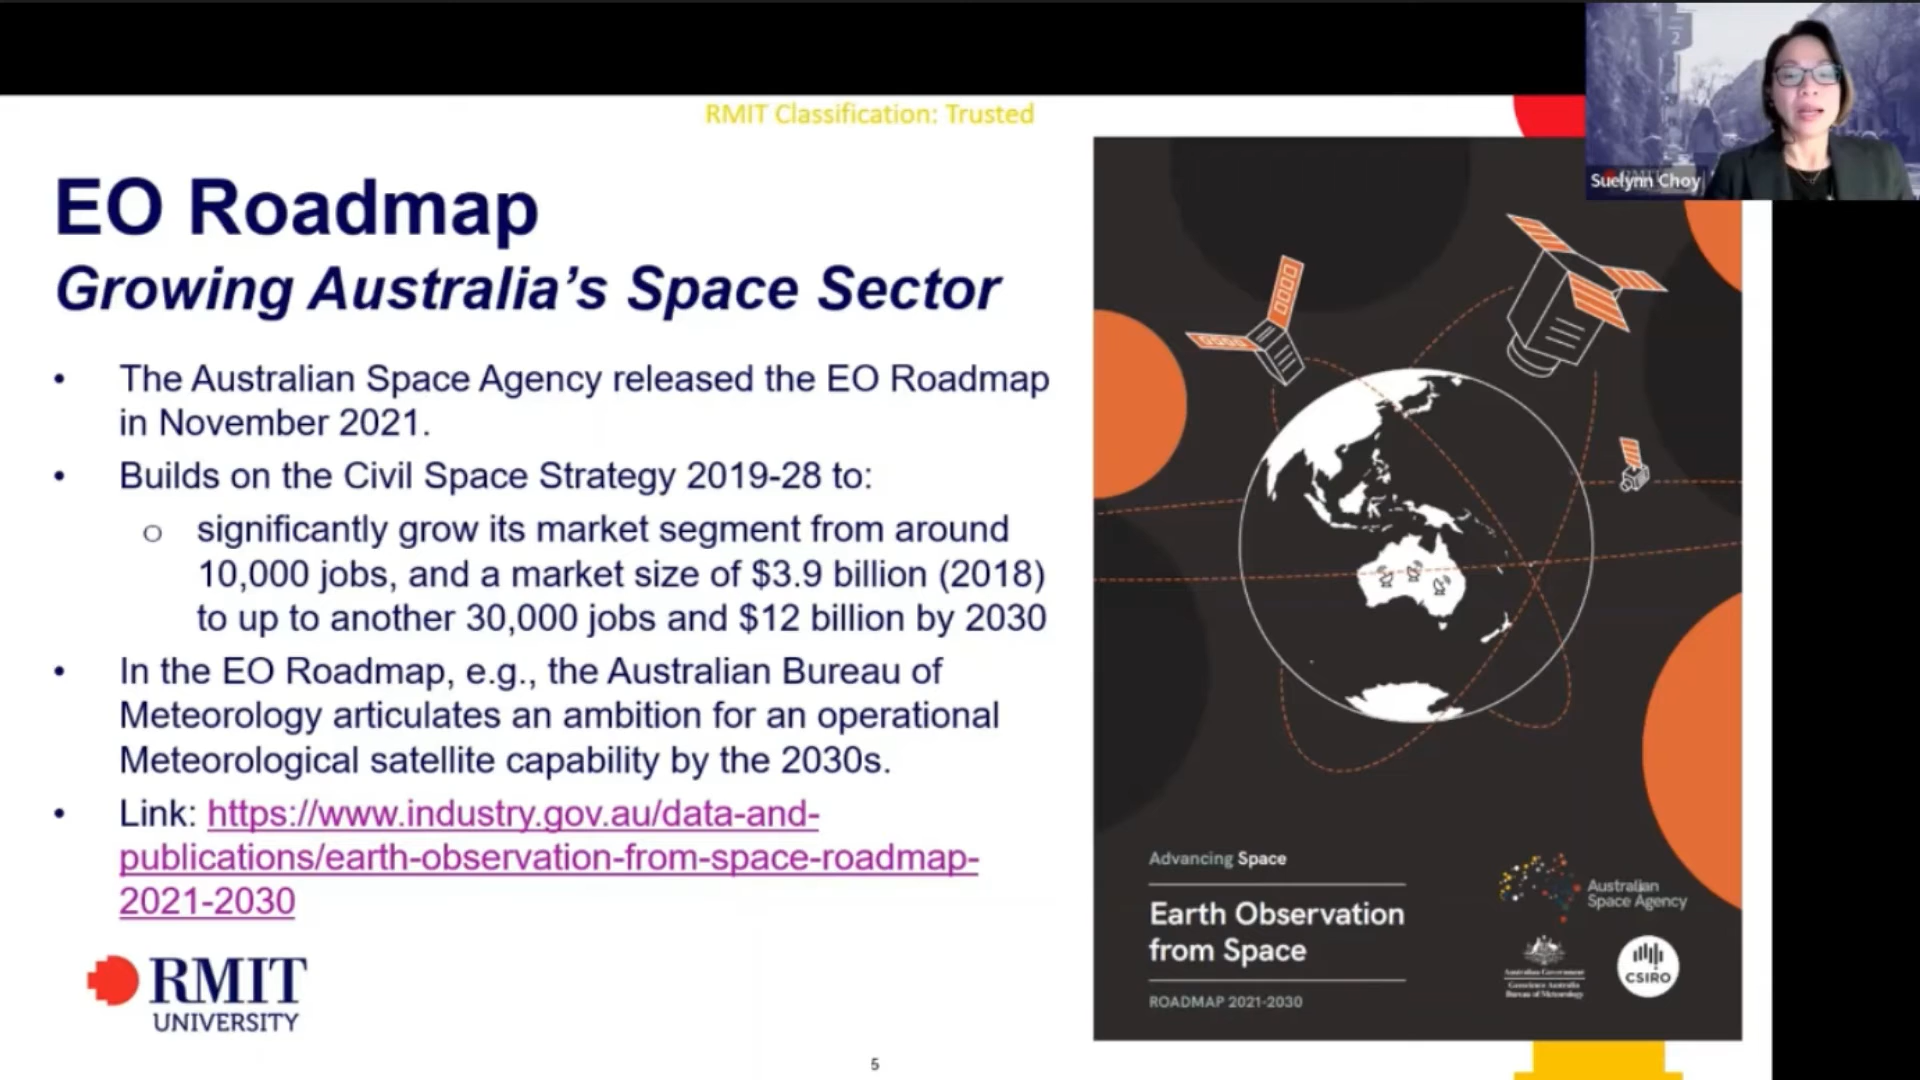 RMIT Classification: Trusted
Suelynn Choy
EO Roadmap
Growing Australia's Space Sector
• The Australian Space Agency released the EO Roadmap
in November 2021.
• Builds on the Civil Space Strategy 2019-28 to:
o significantly grow its market segment from around
10,000 jobs, and a market size of $3.9 billion (2018)
to up to another 30,000 jobs and $12 billion by 2030
• In the EO Roadmap, e.g., the Australian Bureau of
Meteorology articulates an ambition for an operational
Meteorological satellite capability by the 2030s.
• Link: https://www.industry.gov.au/data-and-
publications/earth-observation-from-space-roadmap-
2021-2030
RMIT
UNIVERSITY
5
Advancing Space
Earth Observation
from Space
ROADMAP 2021-2030
Australian
Space Agency
Australian Government
Geoscience Australia
Bureau of Meteorology
CSIRO